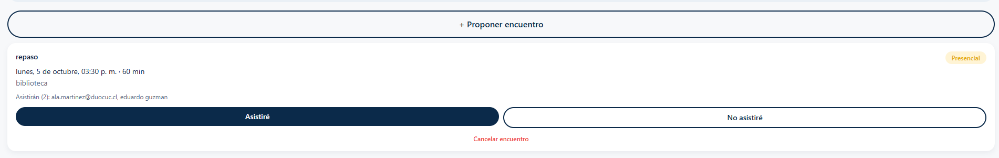 + Proponer encuentro
repaso
Presencial
lunes, 5 de octubre, 03:30 p. m. · 60 min
biblioteca
Asistirán (2): ala.martinez@duocuc.cl, eduardo guzman
Asistiré
No asistiré
Cancelar encuentro